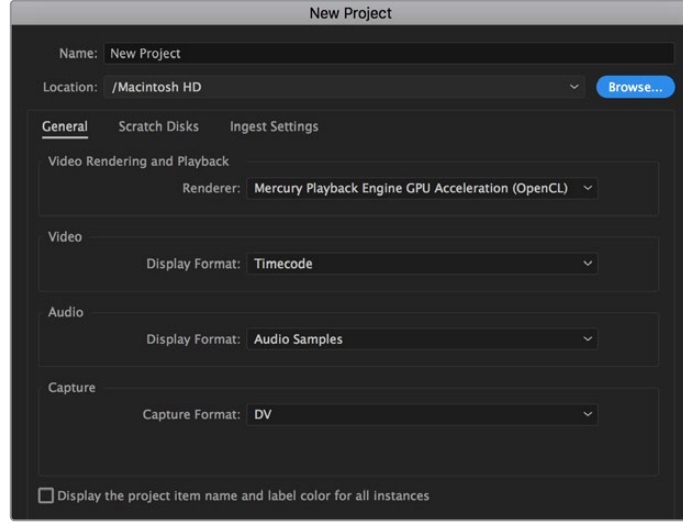 New Project
Name: New Project
Location: /Macintosh HD Browse...
General Scratch Disks Ingest Settings
Video Rendering and Playback
Renderer: Mercury Playback Engine GPU Acceleration (OpenCL)
Video
Display Format: Timecode
Audio
Display Format: Audio Samples
Capture
Capture Format: DV
Display the project item name and label color for all instances